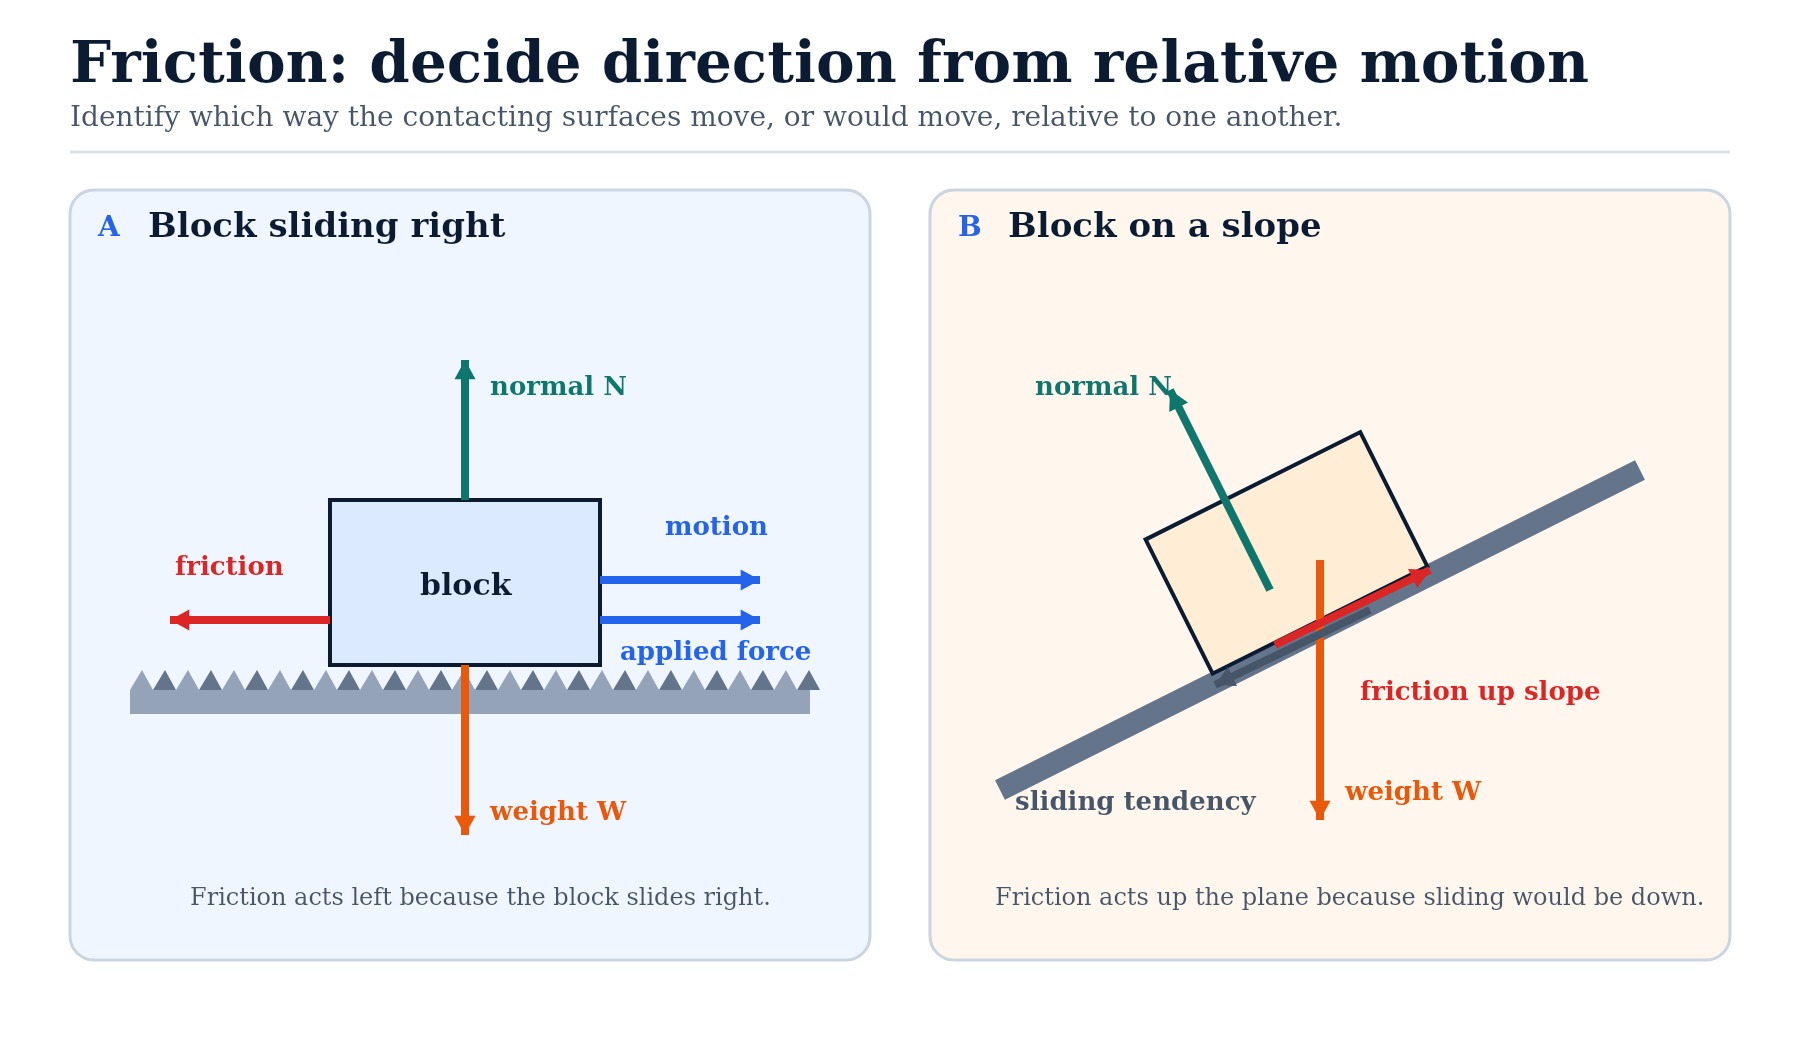 Friction: decide direction from relative motion
Identify which way the contacting surfaces move, or would move, relative to one another.
A Block sliding right
normal N
motion
friction
block
applied force
weight W
Friction acts left because the block slides right.
B Block on a slope
normal N
friction up slope
weight W
sliding tendency
Friction acts up the plane because sliding would be down.